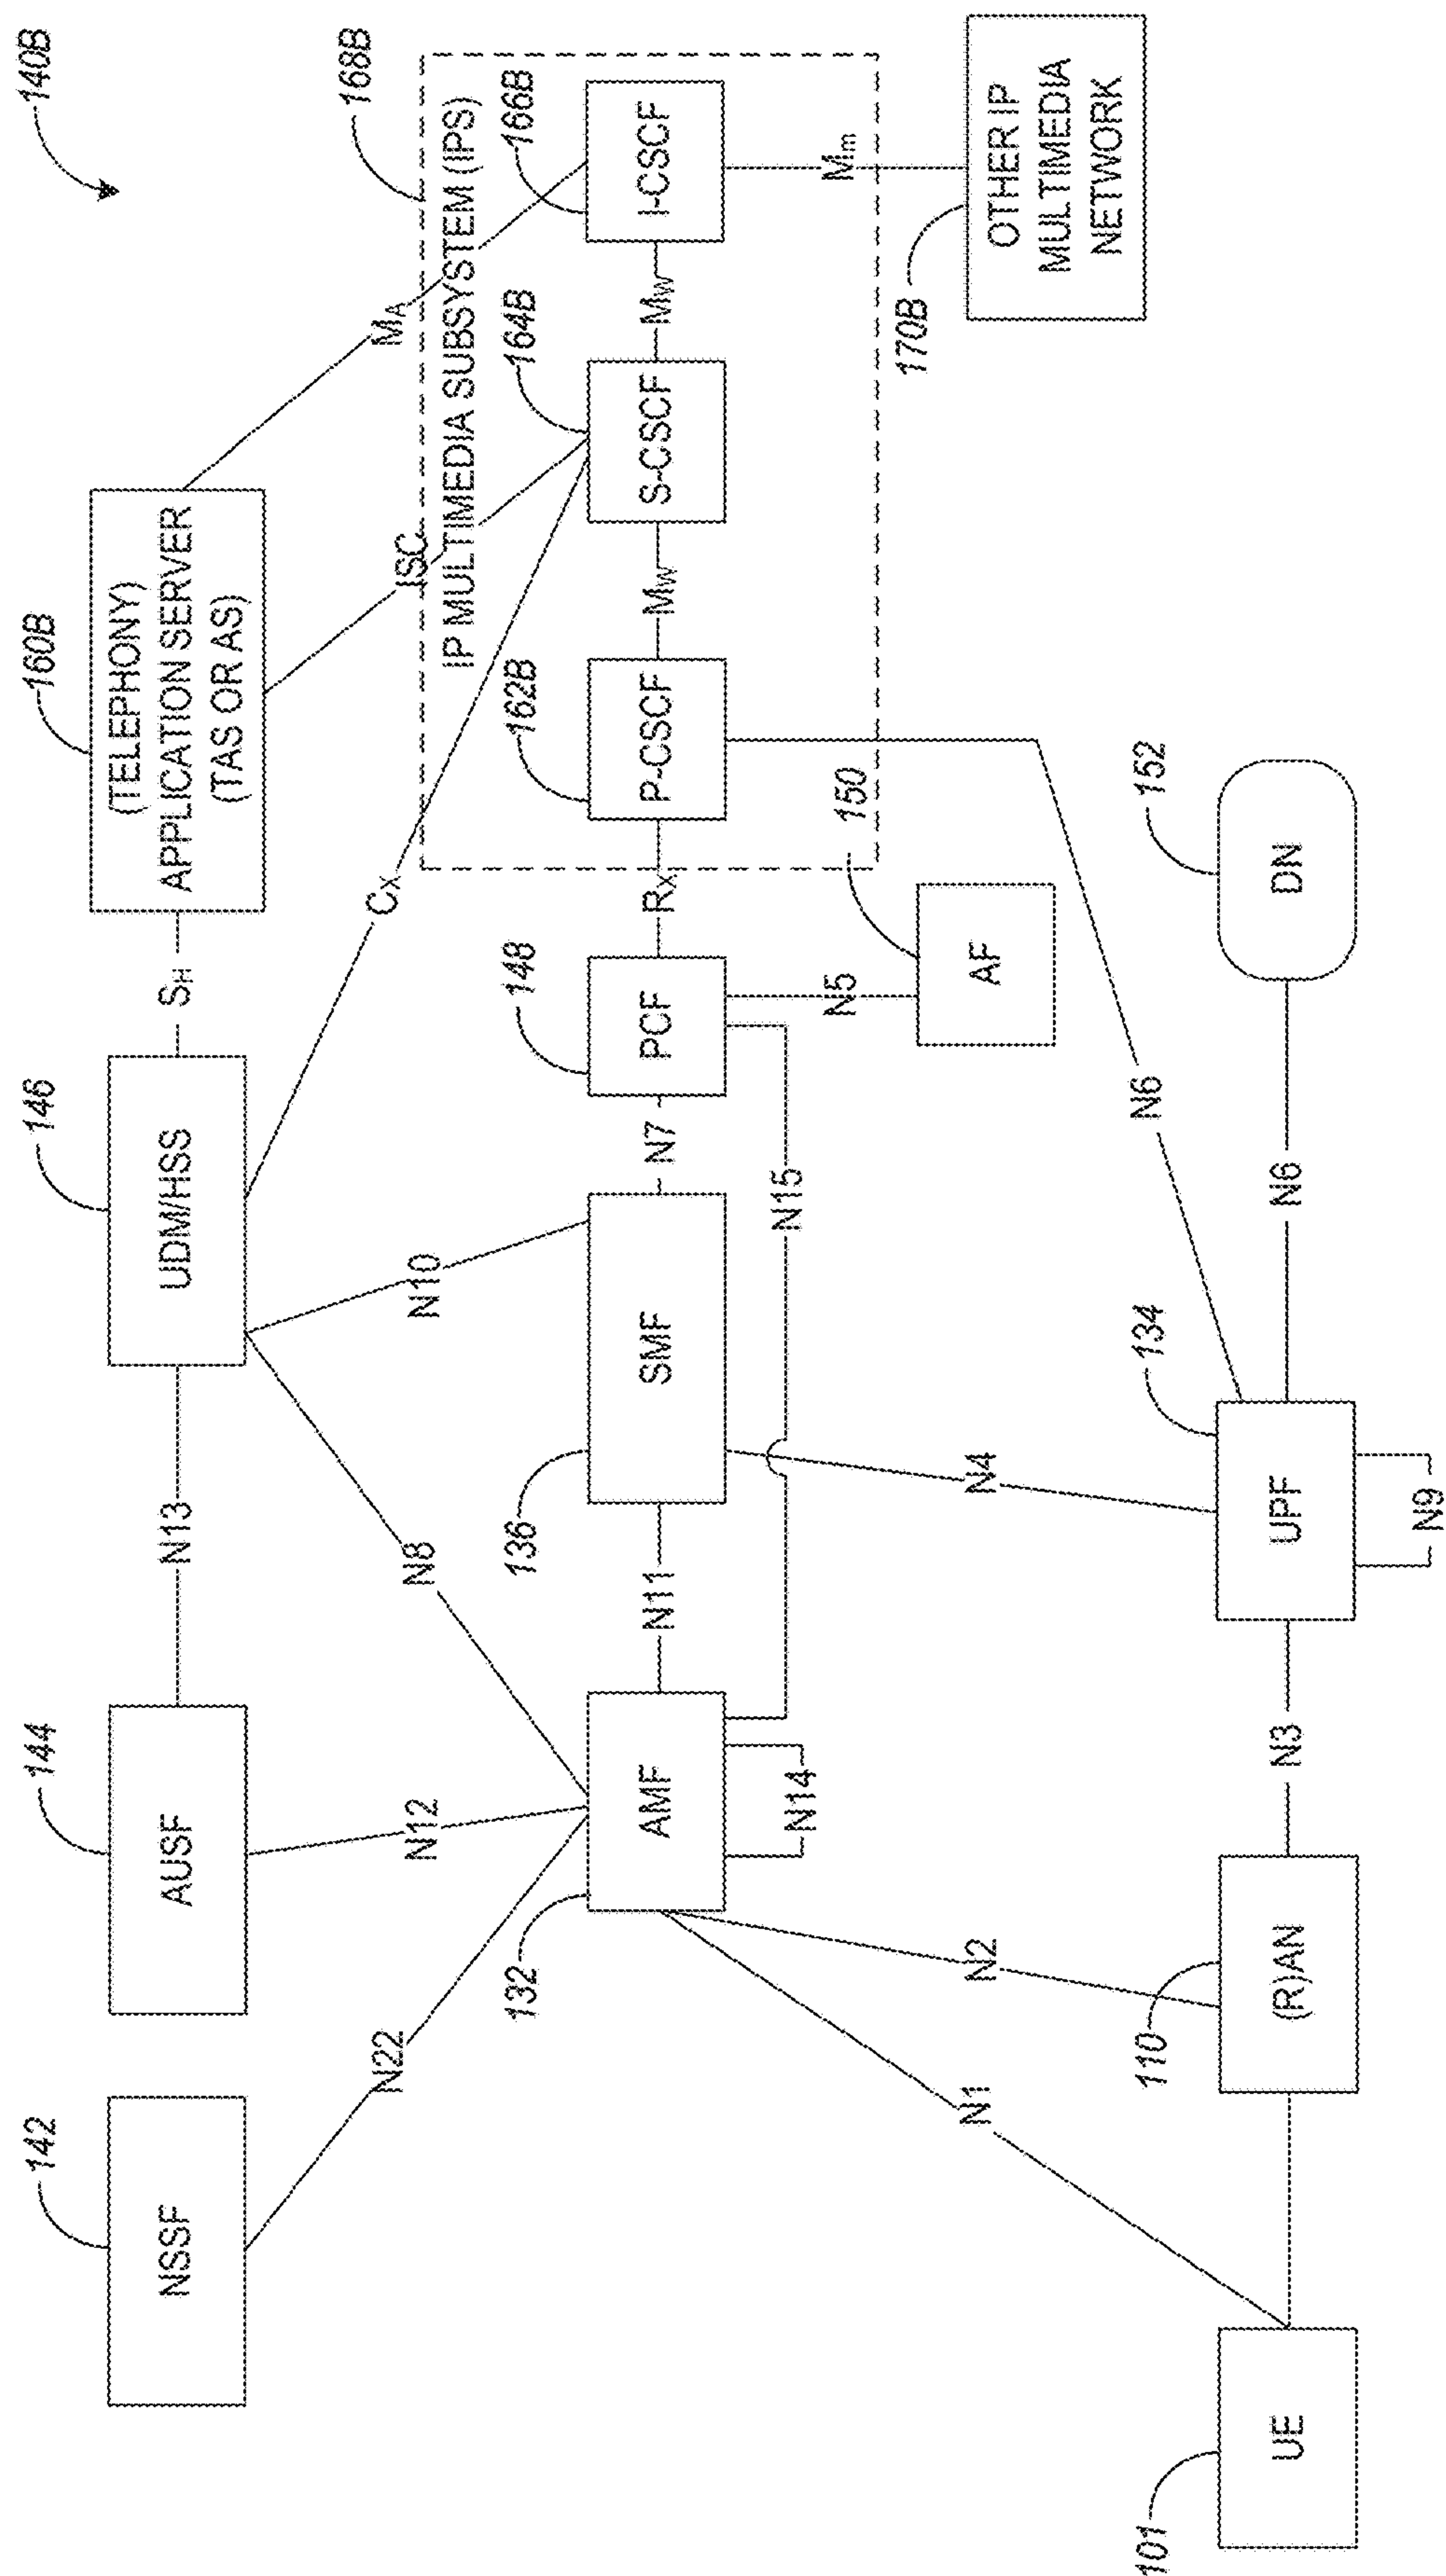 140B
160B
(TELEPHONY)
APPLICATION SERVER
(TAS OR AS)
146
UDM/HSS
144
AUSF
142
NSSF
SH
N13
MA
ISC
CX
N10
N8
N12
N22
168B
IP MULTIMEDIA SUBSYSTEM (IPS)
162B
P-CSCF
MW
164B
S-CSCF
MW
166B
I-CSCF
Mm
RX
148
PCF
N7
136
SMF
N11
132
AMF
N14
N15
N5
150
AF
170B
OTHER IP
MULTIMEDIA
NETWORK
N6
N4
N2
N1
101
UE
110
(R)AN
N3
134
UPF
N9
N6
152
DN